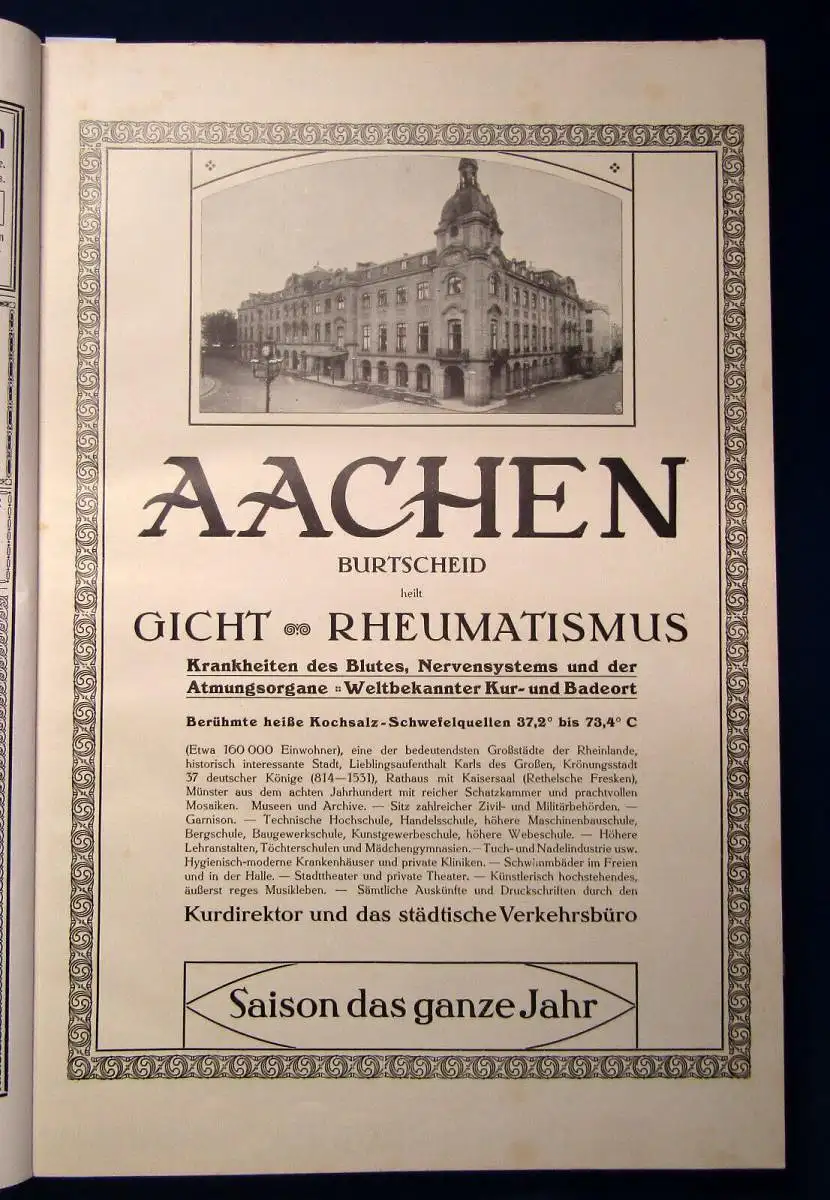 AACHEN
BURTSCHEID
heilt
GICHT RHEUMATISMUS
Krankheiten des Blutes, Nervensystems und der
Atmungsorgane :: Weltbekannter Kur- und Badeort
Berühmte heiße Kochsalz-Schwefelquellen 37,2° bis 73,4° C
(Etwa 160 000 Einwohner), eine der bedeutendsten Großstädte der Rheinlande,
historisch interessante Stadt, Lieblingsaufenthalt Karls des Großen, Krönungsstadt
37 deutscher Könige (814—1531), Rathaus mit Kaisersaal (Rethelsche Fresken),
Münster aus dem achten Jahrhundert mit reicher Schatzkammer und prachtvollen
Mosaiken. Museen und Archive. — Sitz zahlreicher Zivil- und Militärbehörden. —
Garnison. — Technische Hochschule, Handelsschule, höhere Maschinenbauschule,
Bergschule, Baugewerkschule, Kunstgewerbeschule, höhere Webeschule. — Höhere
Lehranstalten, Töchterschulen und Mädchengymnasien. — Tuch- und Nadelindustrie usw.
Hygienisch-moderne Krankenhäuser und private Kliniken. — Schwimmbäder im Freien
und in der Halle. — Stadttheater und private Theater. — Künstlerisch hochstehendes,
äußerst reges Musikleben. — Sämtliche Auskünfte und Druckschriften durch den
Kurdirektor und das städtische Verkehrsbüro
Saison das ganze Jahr